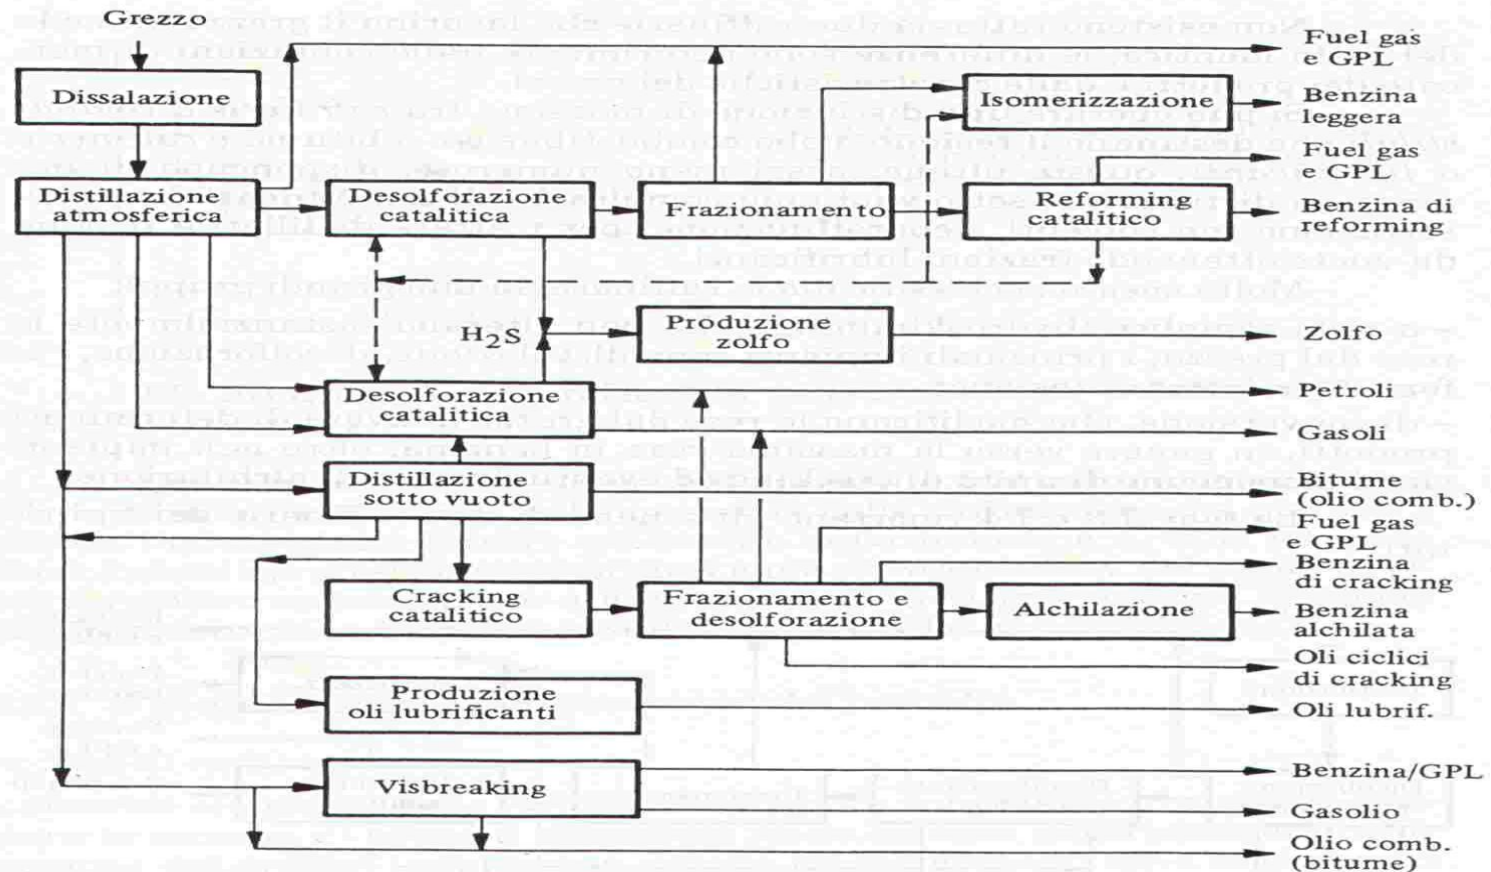 Grezzo
Fuel gas
e GPL
Dissalazione
Isomerizzazione
Benzina
leggera
Fuel gas
e GPL
Distillazione
atmosferica
Desolforazione
catalitica
Frazionamento
Reforming
catalitico
Benzina di
reforming
H2S
Produzione
zolfo
Zolfo
Desolforazione
catalitica
Petroli
Gasoli
Distillazione
sotto vuoto
Bitume
(olio comb.)
Fuel gas
e GPL
Benzina
di cracking
Cracking
catalitico
Frazionamento e
desolforazione
Alchilazione
Benzina
alchilata
Oli ciclici
di cracking
Produzione
oli lubrificanti
Oli lubrif.
Visbreaking
Benzina/GPL
Gasolio
Olio comb.
(bitume)